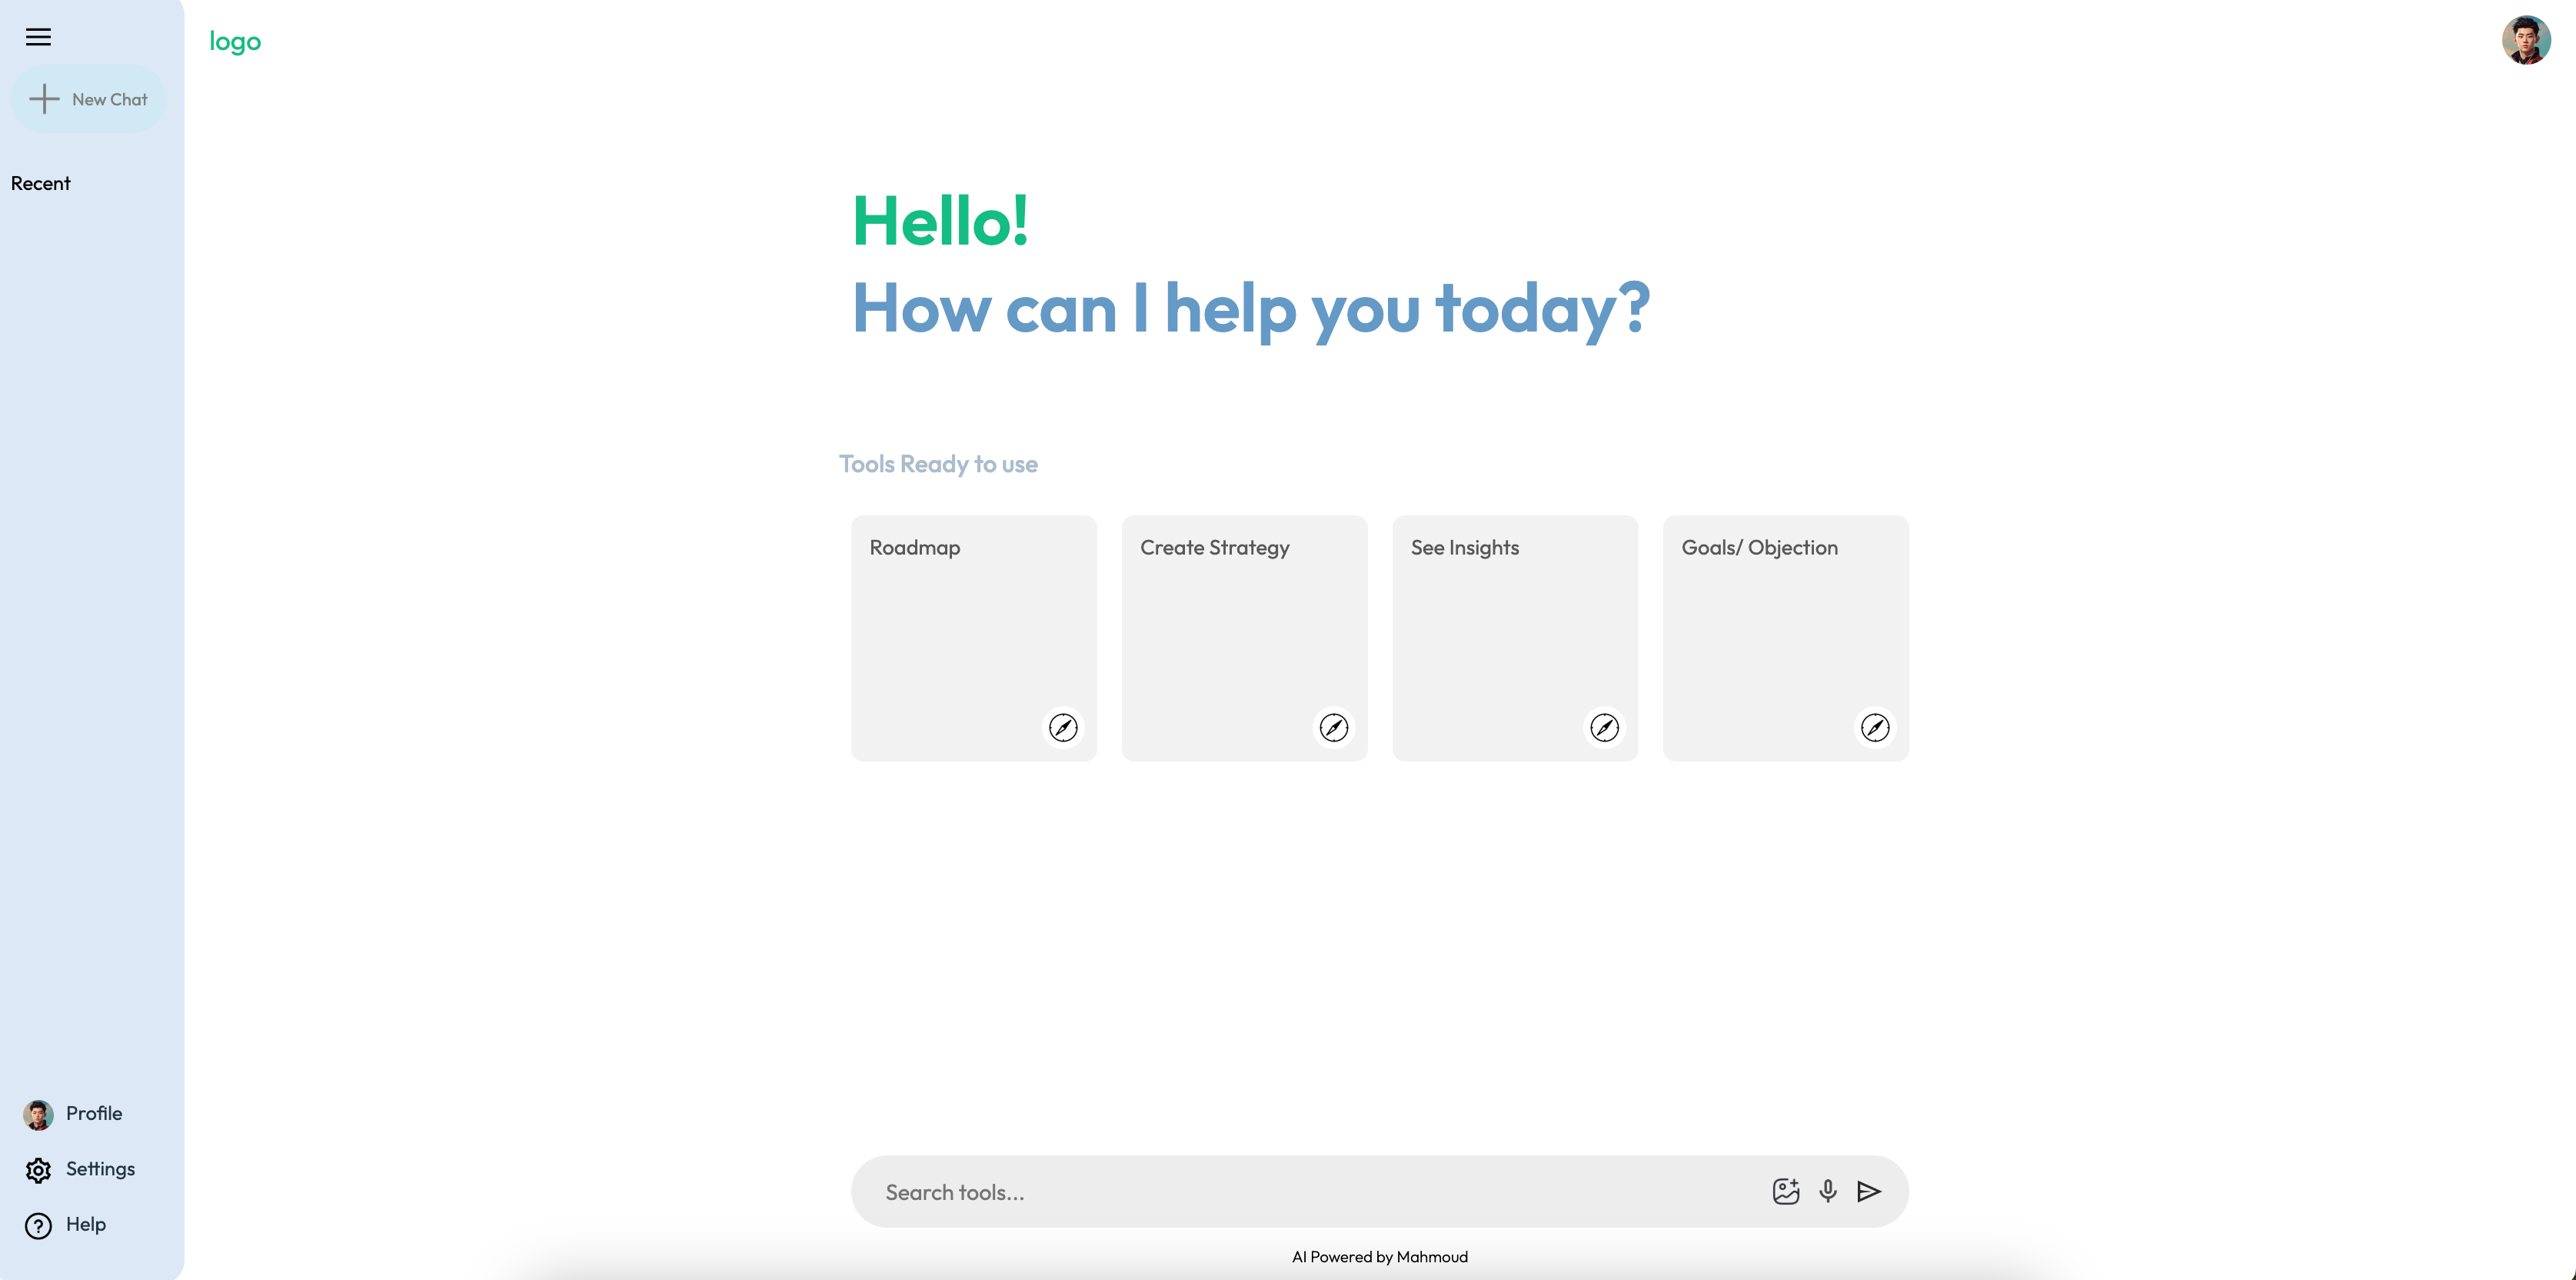 logo
New Chat
Recent
Hello!
How can I help you today?
Tools Ready to use
Roadmap
Create Strategy
See Insights
Goals/ Objection
Profile
Settings
Help
Search tools...
AI Powered by Mahmoud